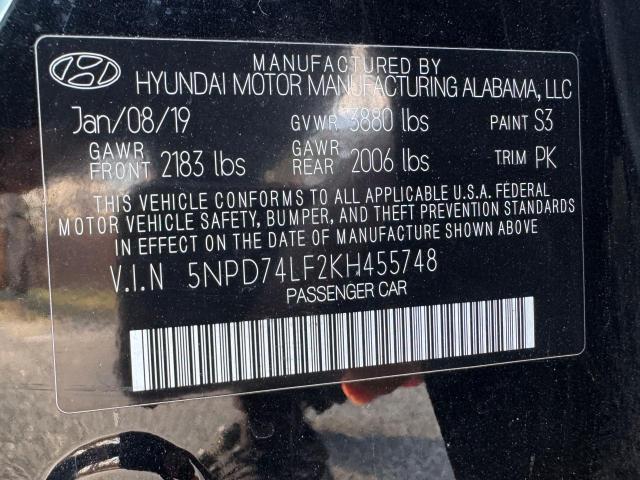 MANUFACTURED BY
HYUNDAI MOTOR MANUFACTURING ALABAMA, LLC
Jan/08/19 GVWR 3880 lbs PAINT S3
GAWR FRONT 2183 lbs GAWR REAR 2006 lbs TRIM PK
THIS VEHICLE CONFORMS TO ALL APPLICABLE U.S.A. FEDERAL
MOTOR VEHICLE SAFETY, BUMPER, AND THEFT PREVENTION STANDARDS
IN EFFECT ON THE DATE OF MANUFACTURE SHOWN ABOVE
V.I.N 5NPD74LF2KH455748
PASSENGER CAR